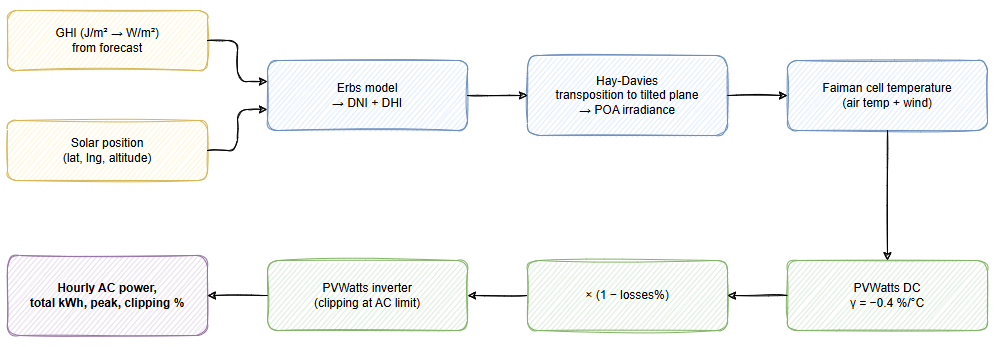 GHI (J/m² → W/m²)
from forecast
Solar position
(lat, lng, altitude)
Erbs model
→ DNI + DHI
Hay-Davies
transposition to tilted plane
→ POA irradiance
Faiman cell temperature
(air temp + wind)
PVWatts DC
γ = −0.4 %/°C
× (1 − losses%)
PVWatts inverter
(clipping at AC limit)
Hourly AC power,
total kWh, peak, clipping %